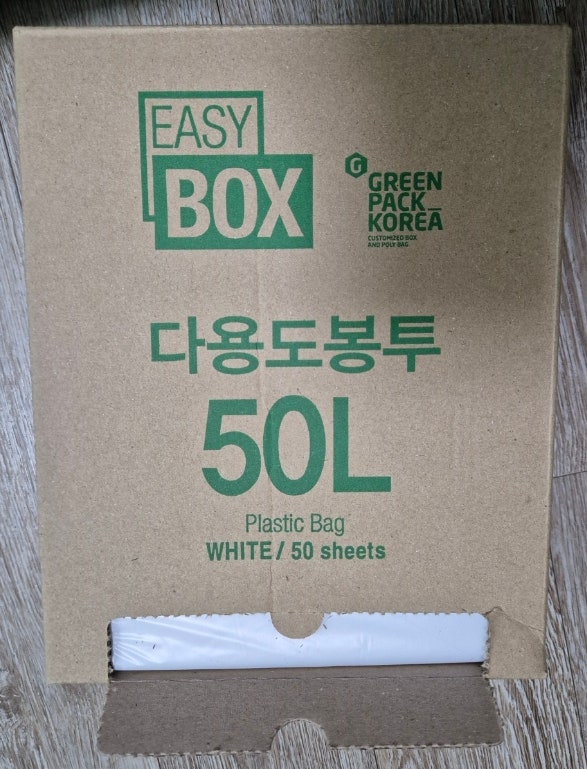 EASY
BOX
G
GREEN
PACK_
KOREA
CUSTOMIZED BOX
AND POLY BAG
다용도봉투
50L
Plastic Bag
WHITE / 50 sheets